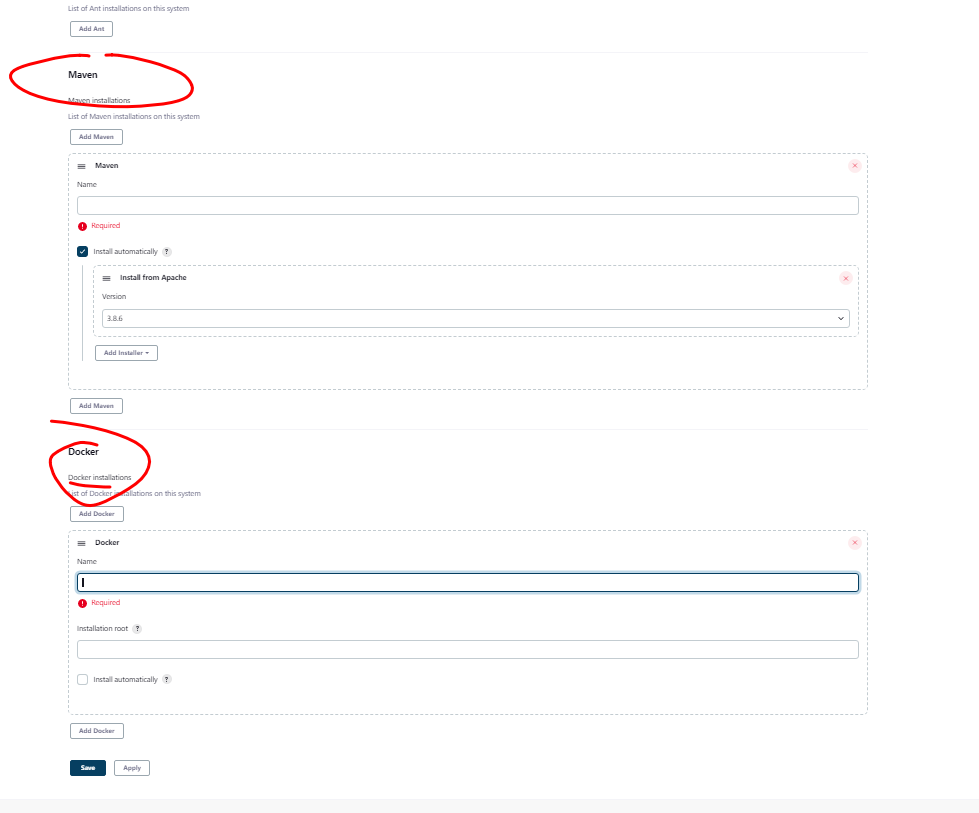 List of Ant installations on this system
Add Ant
Maven
Maven installations
List of Maven installations on this system
Add Maven
Maven
Name
Required
Install automatically ?
Install from Apache
Version
3.8.6
Add Installer
Add Maven
Docker
Docker installations
List of Docker installations on this system
Add Docker
Docker
Name
Required
Installation root ?
Install automatically ?
Add Docker
Save Apply